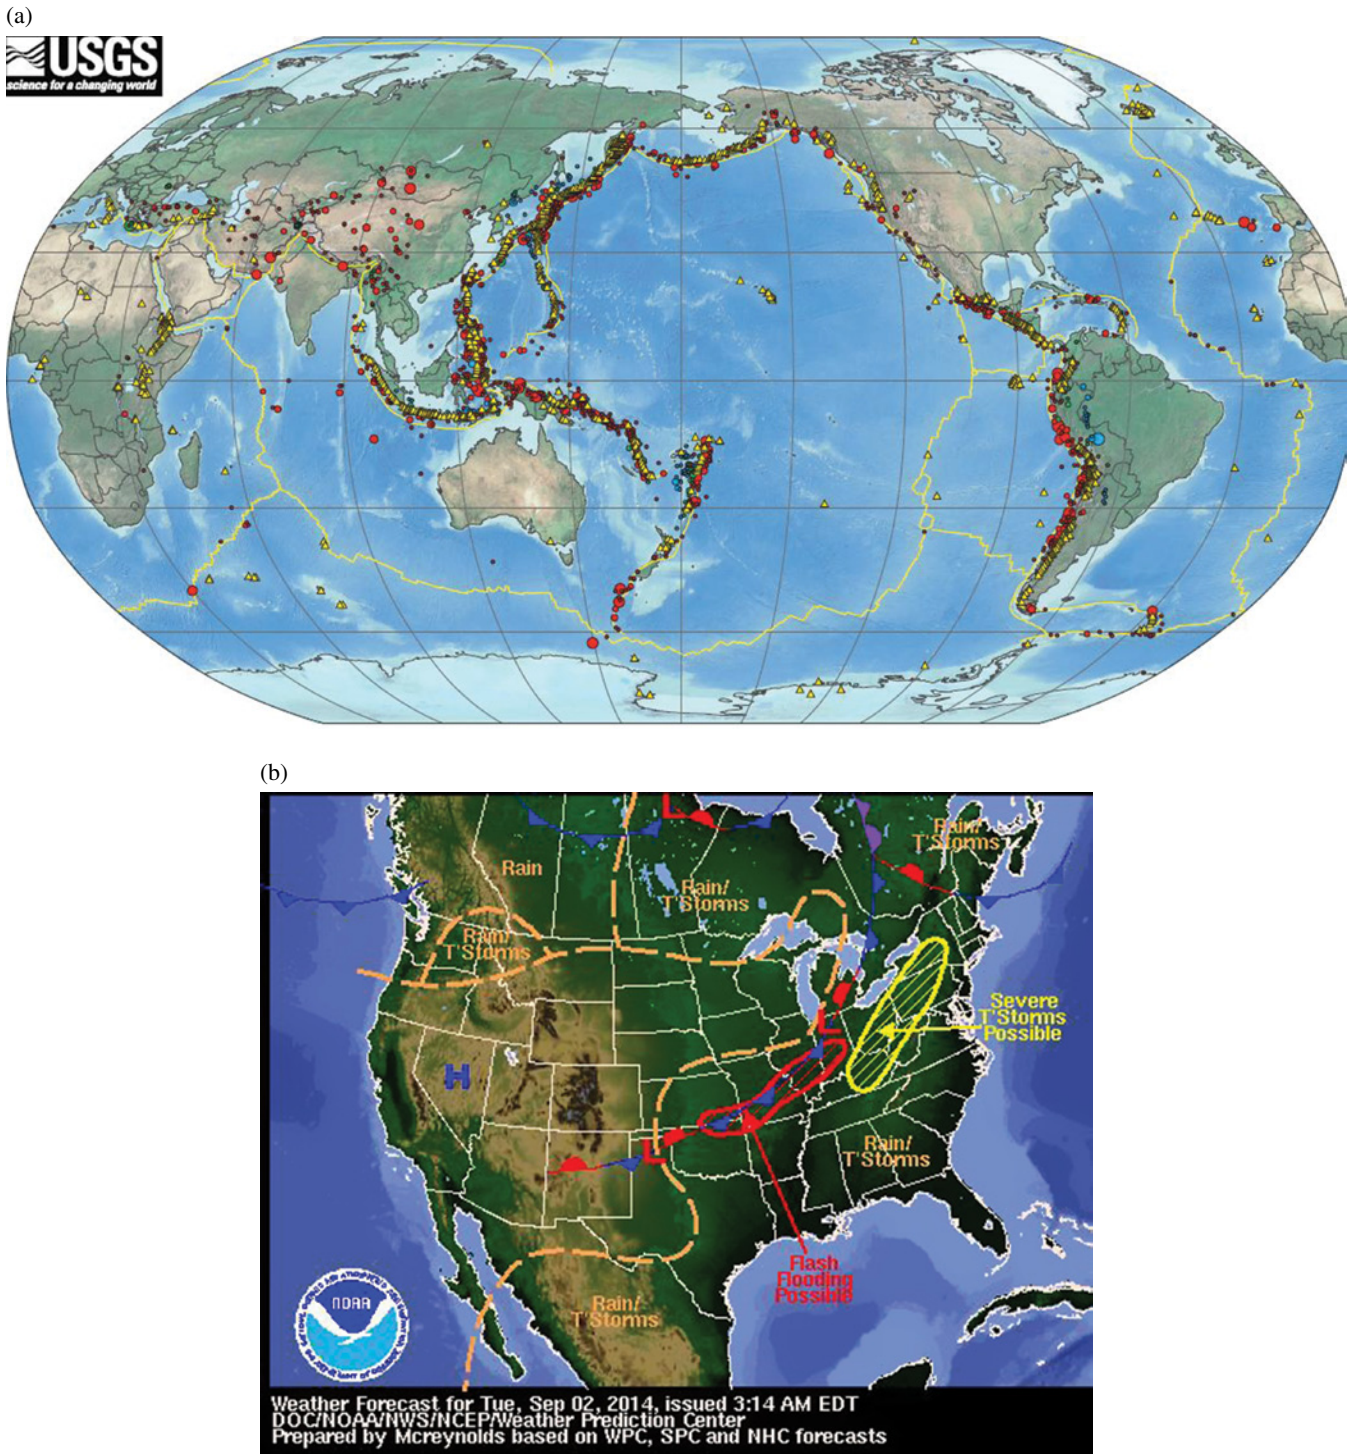 (a)
USGS
science for a changing world
(b)
Rain/
T'Storms
Rain
Rain/
T'Storms
Rain/
T'Storms
L
L
Severe
T'Storms
Possible
H
L
Rain/
T'Storms
Flash
Flooding
Possible
Rain/
T'Storms
NOAA
Weather Forecast for Tue, Sep 02, 2014, issued 3:14 AM EDT
DOC/NOAA/NWS/NCEP/Weather Prediction Center
Prepared by Mcreynolds based on WPC, SPC and NHC forecasts